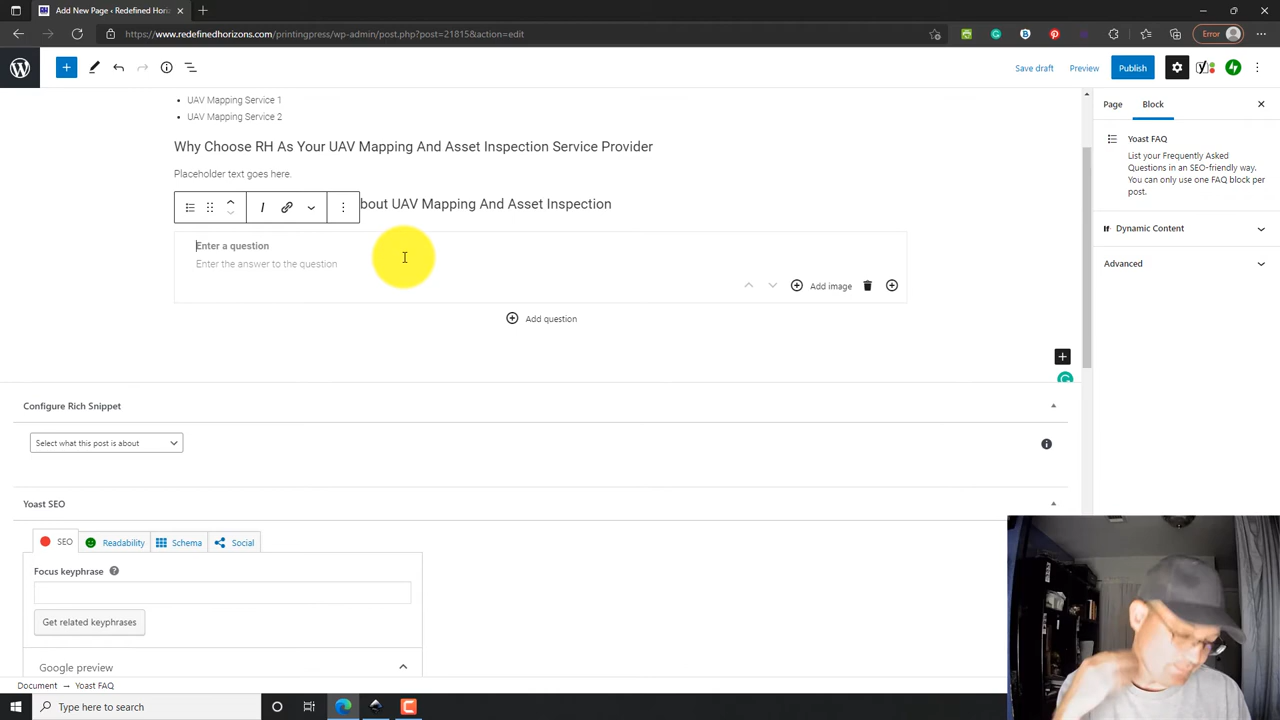 Add New Page ‹ Redefined Horiz
https://www.redefinedhorizons.com/printingpress/wp-admin/post.php?post=21815&action=edit
Error
Save draft
Preview
Publish
UAV Mapping Service 1
UAV Mapping Service 2
Why Choose RH As Your UAV Mapping And Asset Inspection Service Provider
Placeholder text goes here.
bout UAV Mapping And Asset Inspection
Enter a question
Enter the answer to the question
Add image
Add question
Page
Block
Yoast FAQ
List your Frequently Asked
Questions in an SEO-friendly way.
You can only use one FAQ block per
post.
Dynamic Content
Advanced
Configure Rich Snippet
Select what this post is about
Yoast SEO
SEO
Readability
Schema
Social
Focus keyphrase
Get related keyphrases
Google preview
Document → Yoast FAQ
Type here to search